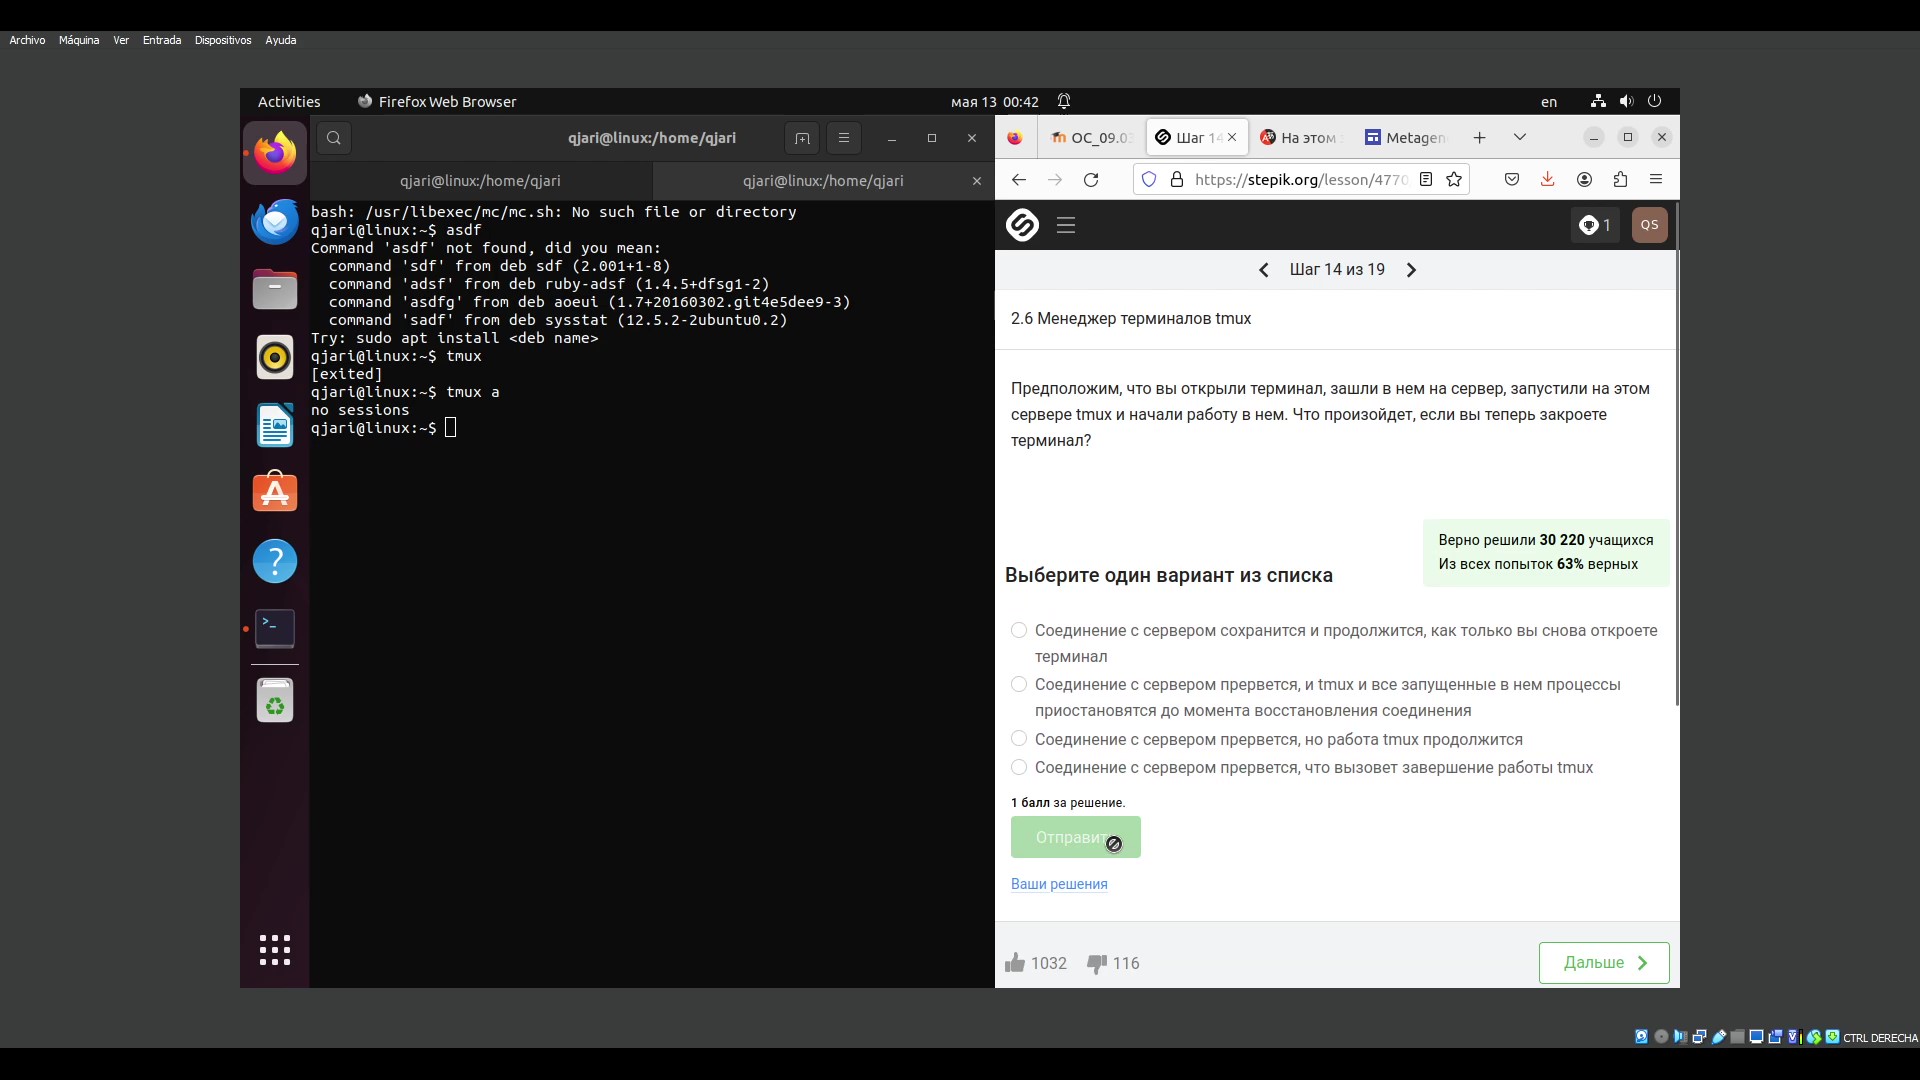 Archivo Máquina Ver Entrada Dispositivos Ayuda
Activities Firefox Web Browser мая 13 00:42 en
qjari@linux:/home/qjari
qjari@linux:/home/qjari qjari@linux:/home/qjari
bash: /usr/libexec/mc/mc.sh: No such file or directory
qjari@linux:~$ asdf
Command 'asdf' not found, did you mean:
command 'sdf' from deb sdf (2.001+1-8)
command 'adsf' from deb ruby-adsf (1.4.5+dfsg1-2)
command 'asdfg' from deb aoeui (1.7+20160302.git4e5dee9-3)
command 'sadf' from deb sysstat (12.5.2-2ubuntu0.2)
Try: sudo apt install <deb name>
qjari@linux:~$ tmux
[exited]
qjari@linux:~$ tmux a
no sessions
qjari@linux:~$
ОС_09.03 Шаг 14 На этом Metagen
https://stepik.org/lesson/4770
1 QS
Шаг 14 из 19
2.6 Менеджер терминалов tmux
Предположим, что вы открыли терминал, зашли в нем на сервер, запустили на этом
сервере tmux и начали работу в нем. Что произойдет, если вы теперь закроете
терминал?
Верно решили 30 220 учащихся
Из всех попыток 63% верных
Выберите один вариант из списка
Соединение с сервером сохранится и продолжится, как только вы снова откроете
терминал
Соединение с сервером прервется, и tmux и все запущенные в нем процессы
приостановятся до момента восстановления соединения
Соединение с сервером прервется, но работа tmux продолжится
Соединение с сервером прервется, что вызовет завершение работы tmux
1 балл за решение.
Отправить
Ваши решения
1032 116
Дальше
CTRL DERECHA